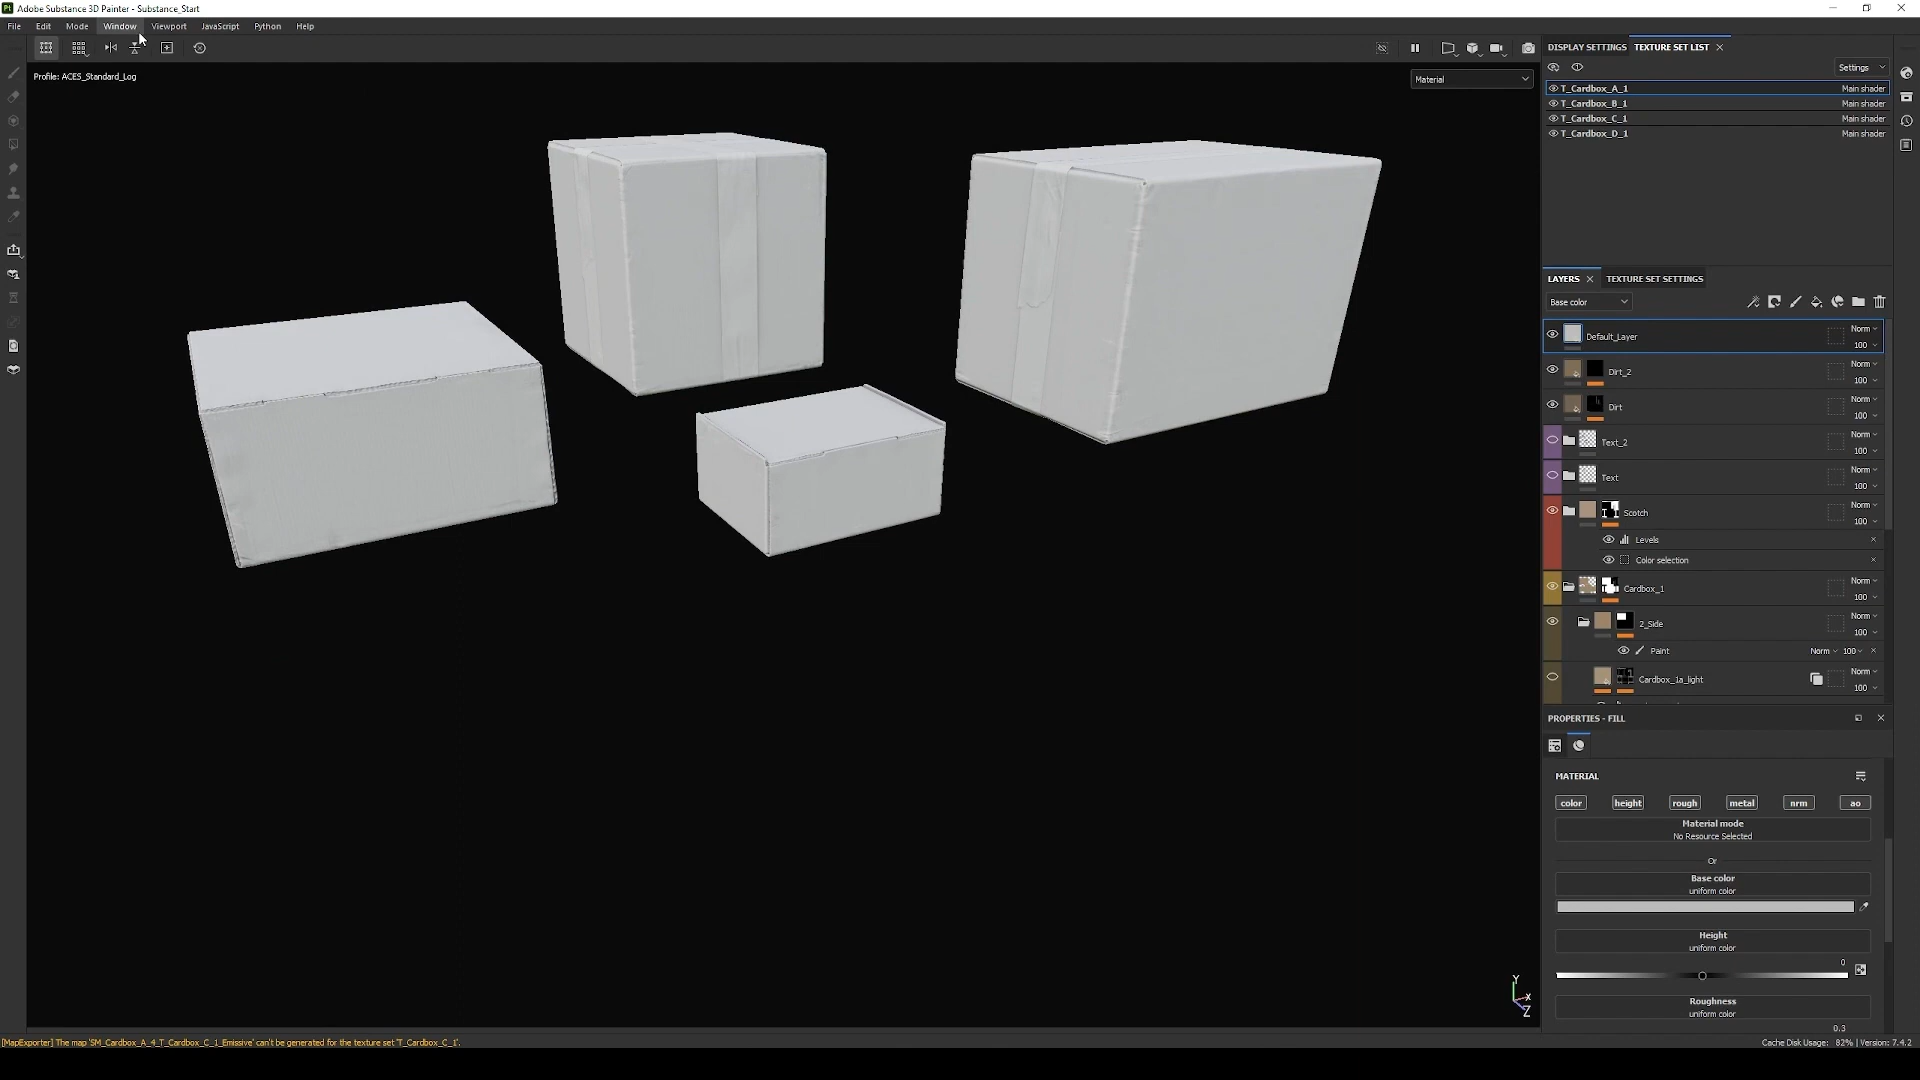 Adobe Substance 3D Painter - Substance_Start
File Edit Mode Window Viewport JavaScript Python Help
Profile: ACES_Standard_Log
Material
DISPLAY SETTINGS TEXTURE SET LIST
Settings
T_Cardbox_A_1 Main shader
T_Cardbox_B_1 Main shader
T_Cardbox_C_1 Main shader
T_Cardbox_D_1 Main shader
LAYERS TEXTURE SET SETTINGS
Base color
Default_Layer Norm 100
Dirt_2 Norm 100
Dirt Norm 100
Text_2 Norm 100
Text Norm 100
Scotch Norm 100
Levels
Color selection
Cardbox_1 Norm 100
2_Side Norm 100
Paint Norm 100
Cardbox_1a_light Norm 100
PROPERTIES - FILL
MATERIAL
color height rough metal nrm ao
Material mode
No Resource Selected
Or
Base color
uniform color
Height
uniform color
0
Roughness
uniform color
0.3
Y
X
Z
[MapExporter] The map 'SM_Cardbox_A_4_T_Cardbox_C_1_Emissive' can't be generated for the texture set 'T_Cardbox_C_1'.
Cache Disk Usage: 82% | Version: 7.4.2